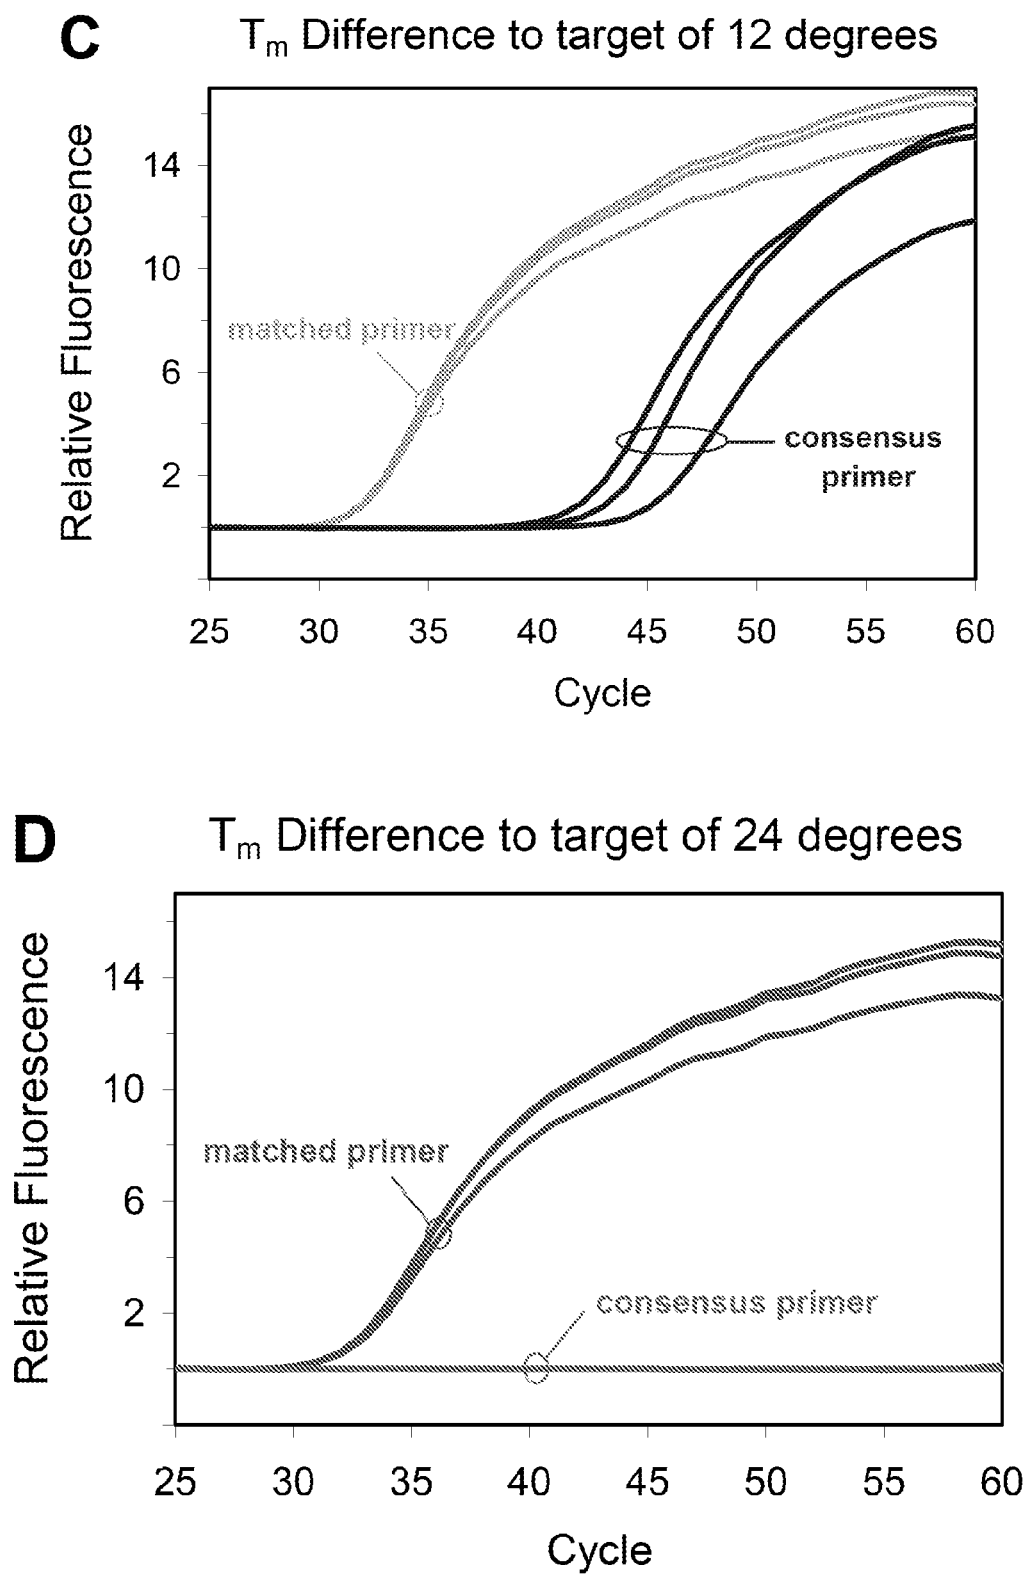 C
Tm Difference to target of 12 degrees
Relative Fluorescence
14
10
6
2
matched primer
consensus
primer
25 30 35 40 45 50 55 60
Cycle
D
Tm Difference to target of 24 degrees
Relative Fluorescence
14
10
6
2
matched primer
consensus primer
25 30 35 40 45 50 55 60
Cycle